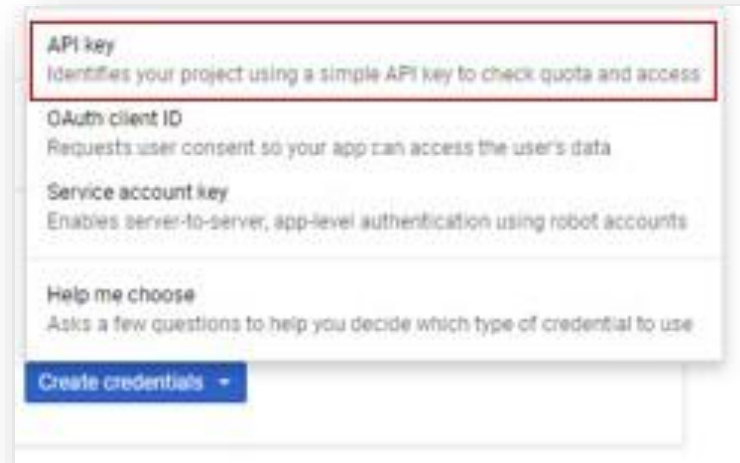 API key
Identifies your project using a simple API key to check quota and access
OAuth client ID
Requests user consent so your app can access the user's data
Service account key
Enables server-to-server, app-level authentication using robot accounts
Help me choose
Asks a few questions to help you decide which type of credential to use
Create credentials